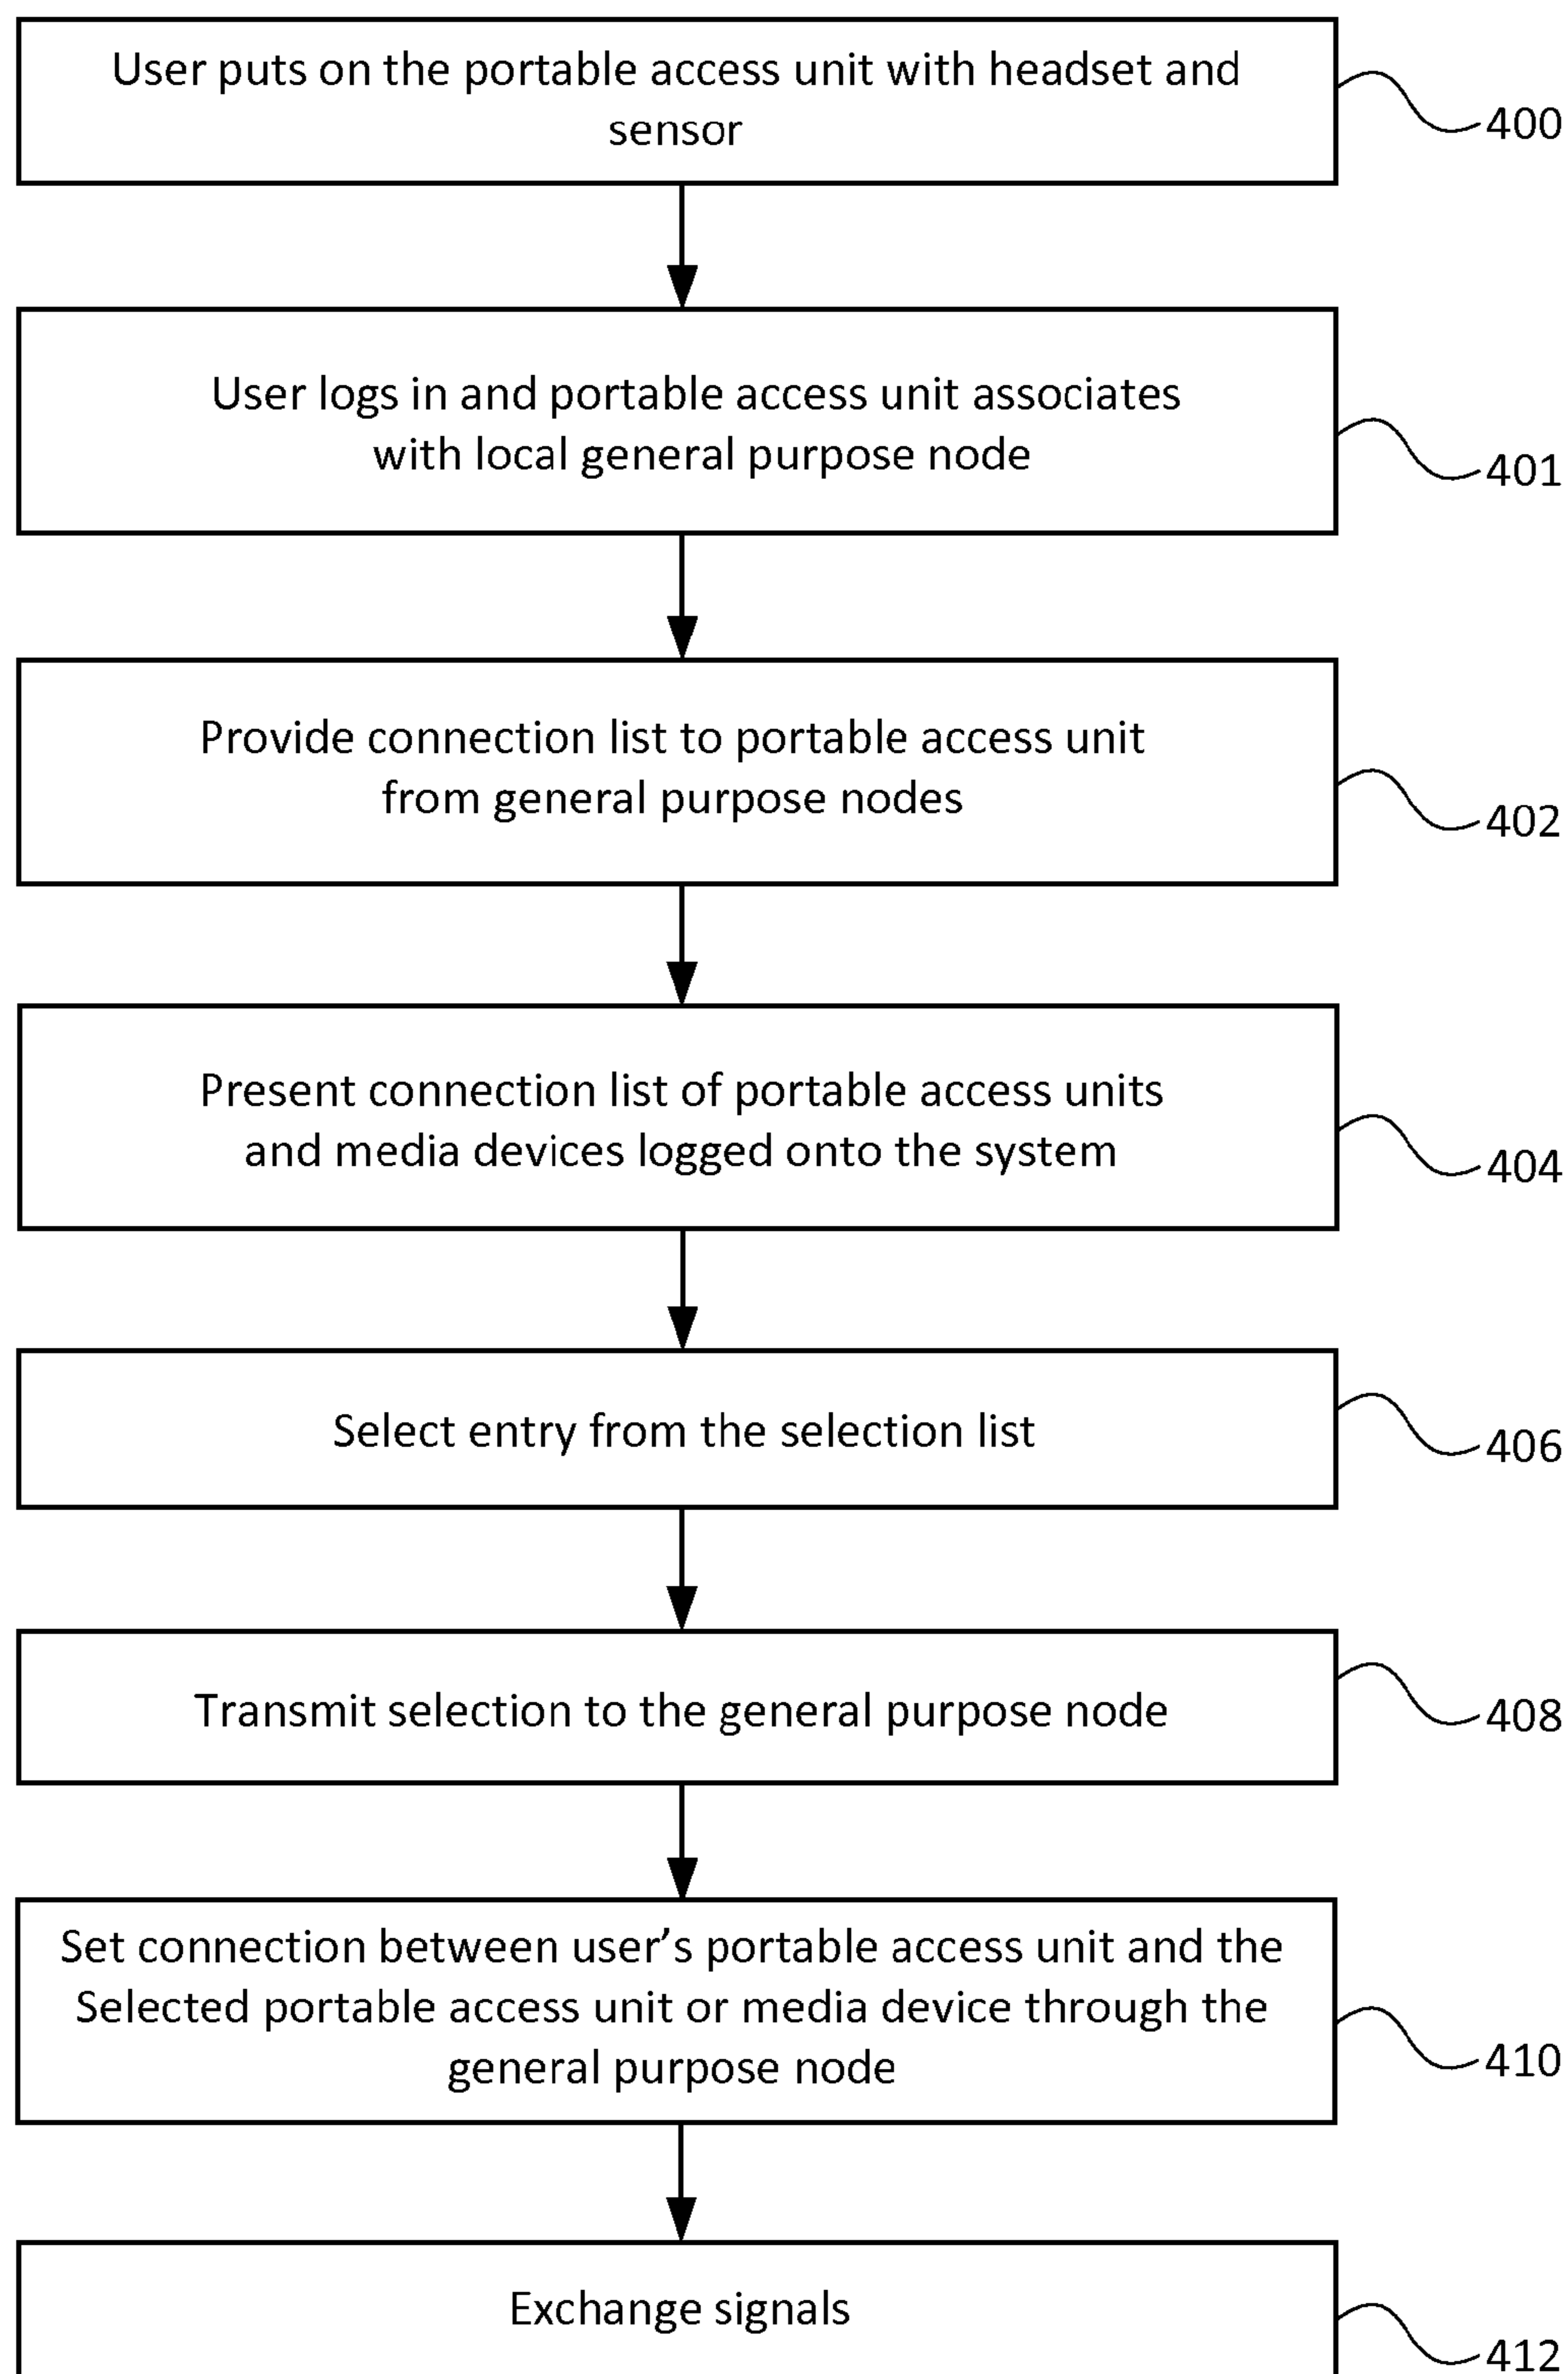 User puts on the portable access unit with headset and
sensor
400
User logs in and portable access unit associates
with local general purpose node
401
Provide connection list to portable access unit
from general purpose nodes
402
Present connection list of portable access units
and media devices logged onto the system
404
Select entry from the selection list
406
Transmit selection to the general purpose node
408
Set connection between user’s portable access unit and the
Selected portable access unit or media device through the
general purpose node
410
Exchange signals
412